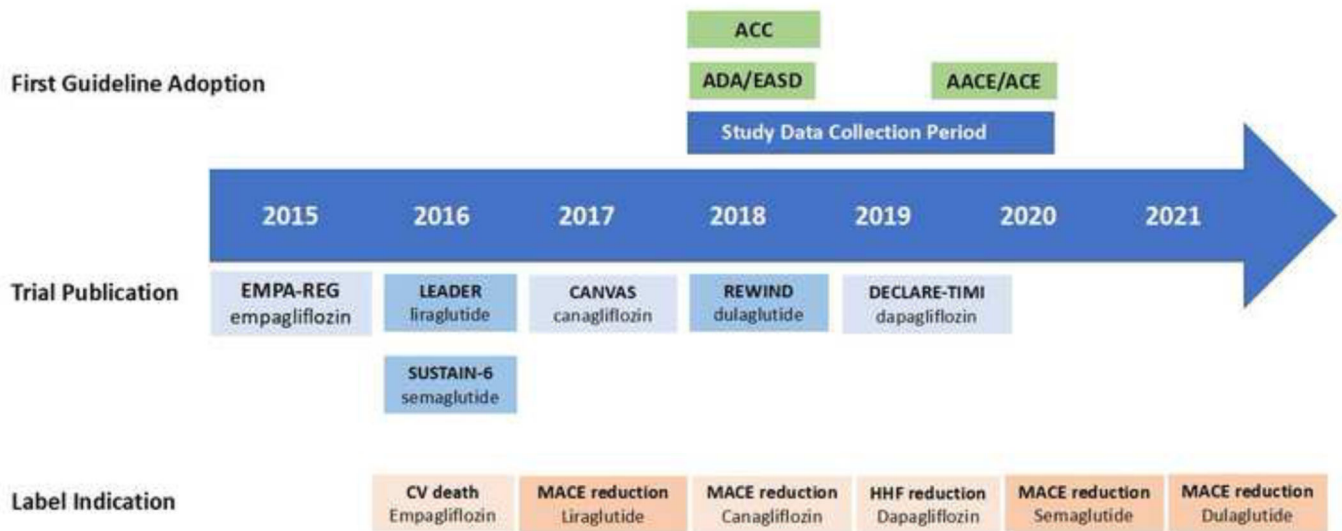 ACC
First Guideline Adoption
ADA/EASD
AACE/ACE
Study Data Collection Period
2015 2016 2017 2018 2019 2020 2021
Trial Publication
EMPA-REG
empagliflozin
LEADER
liraglutide
CANVAS
canagliflozin
REWIND
dulaglutide
DECLARE-TIMI
dapagliflozin
SUSTAIN-6
semaglutide
Label Indication
CV death
Empagliflozin
MACE reduction
Liraglutide
MACE reduction
Canagliflozin
HHF reduction
Dapagliflozin
MACE reduction
Semaglutide
MACE reduction
Dulaglutide